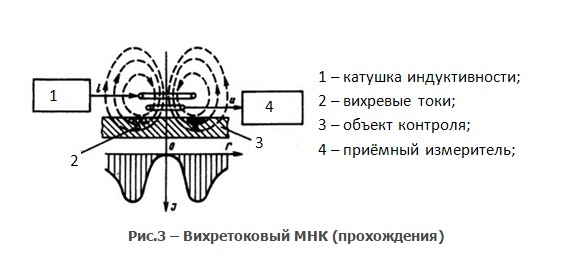 1
i
u
4
2
0
r
3
J
1 – катушка индуктивности;
2 – вихревые токи;
3 – объект контроля;
4 – приёмный измеритель;
Рис.3 – Вихретоковый МНК (прохождения)